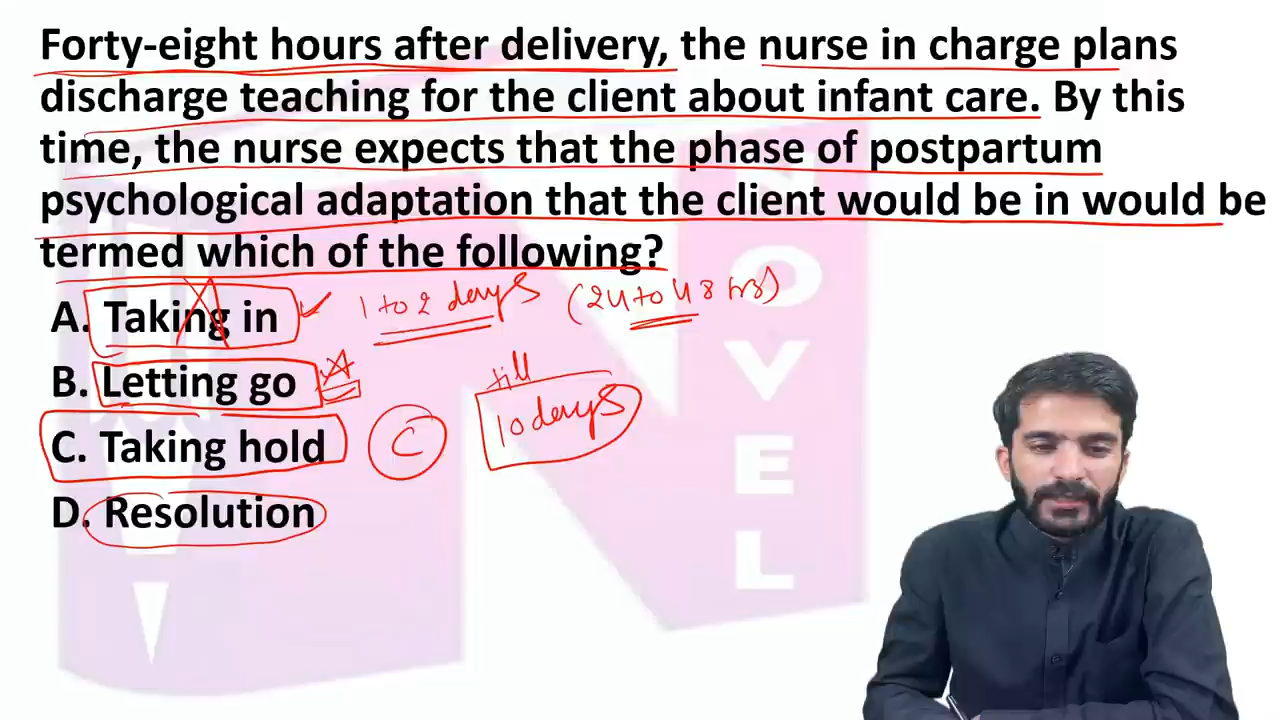 Forty-eight hours after delivery, the nurse in charge plans
discharge teaching for the client about infant care. By this
time, the nurse expects that the phase of postpartum
psychological adaptation that the client would be in would be
termed which of the following?
A. Taking in 1 to 2 days (24 to 48 hrs)
B. Letting go
till
10 days
C. Taking hold C
D. Resolution
NOVEL